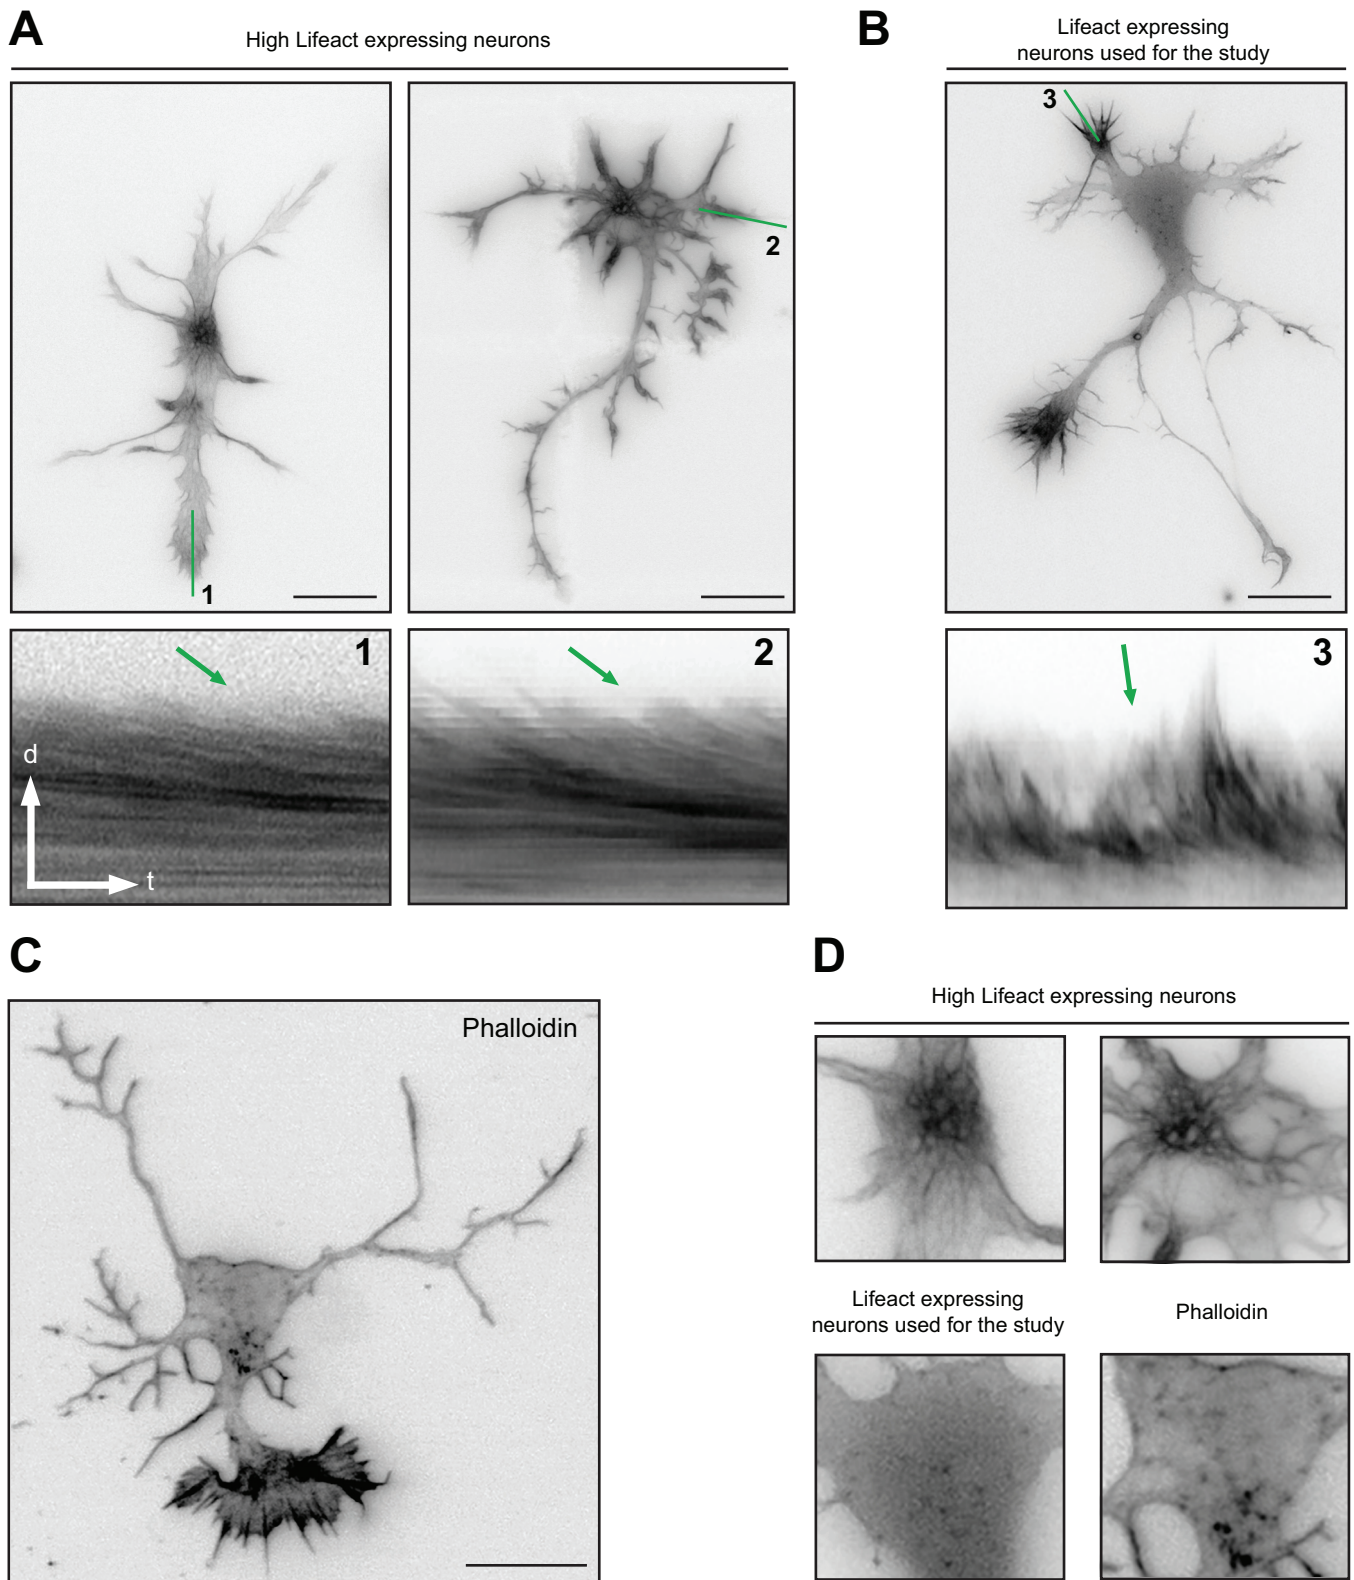 A
High Lifeact expressing neurons
B
Lifeact expressing
neurons used for the study
1
2
3
1
d
t
2
3
C
Phalloidin
D
High Lifeact expressing neurons
Lifeact expressing
neurons used for the study
Phalloidin